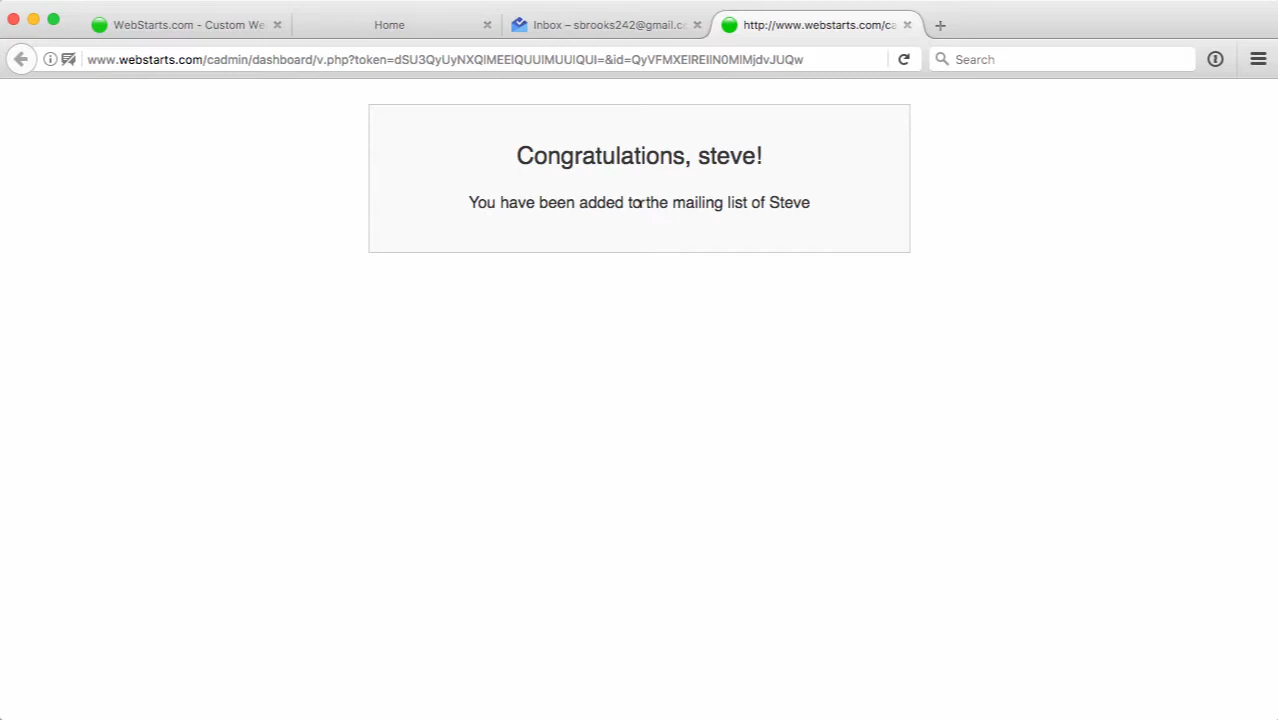 WebStarts.com - Custom We
Home
Inbox – sbrooks242@gmail.c
http://www.webstarts.com/ca
www.webstarts.com/cadmin/dashboard/v.php?token=dSU3QyUyNXQlMEElQUUlMUUlQUI=&id=QyVFMXElREIlN0MlMjdvJUQw
Search
Congratulations, steve!
You have been added to the mailing list of Steve